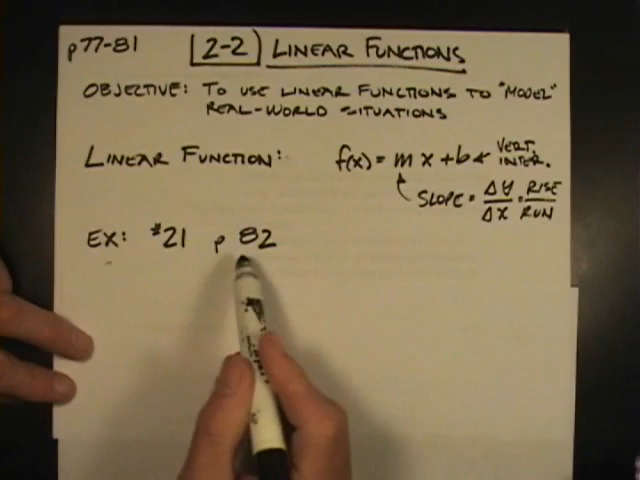 p77-81 2-2 LINEAR FUNCTIONS
OBJECTIVE: TO USE LINEAR FUNCTIONS TO "MODEL"
REAL-WORLD SITUATIONS
LINEAR FUNCTION: f(x) = mx + b ← VERT. INTER.
SLOPE = ΔY/ΔX = RISE/RUN
EX: #21 p 82